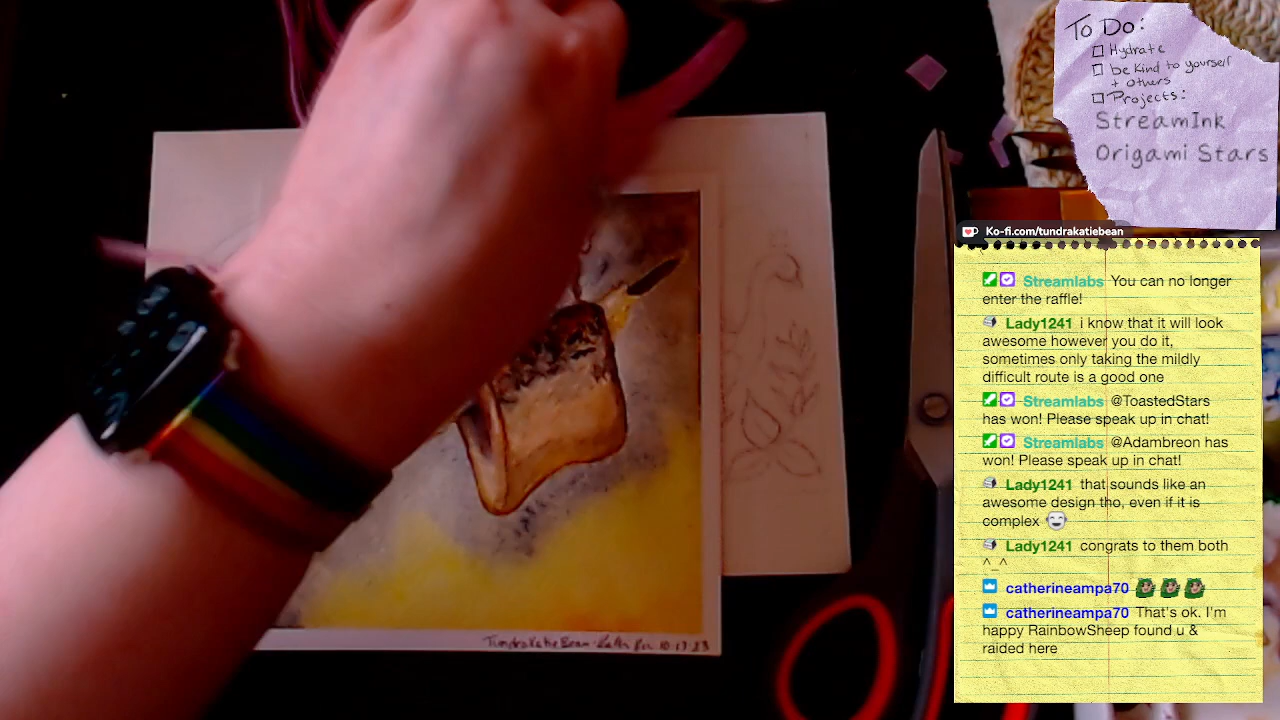 To Do:
Hydrate
be kind to yourself
+ others
Projects:
StreamInk
Origami Stars
Ko-fi.com/tundrakatiebean
Streamlabs You can no longer
enter the raffle!
Lady1241 i know that it will look
awesome however you do it,
sometimes only taking the mildly
difficult route is a good one
Streamlabs @ToastedStars
has won! Please speak up in chat!
Streamlabs @Adambreon has
won! Please speak up in chat!
Lady1241 that sounds like an
awesome design tho, even if it is
complex
Lady1241 congrats to them both
^_^
catherineampa70
catherineampa70 That's ok. I'm
happy RainbowSheep found u &
raided here
TundraKatieBean 10.17.23